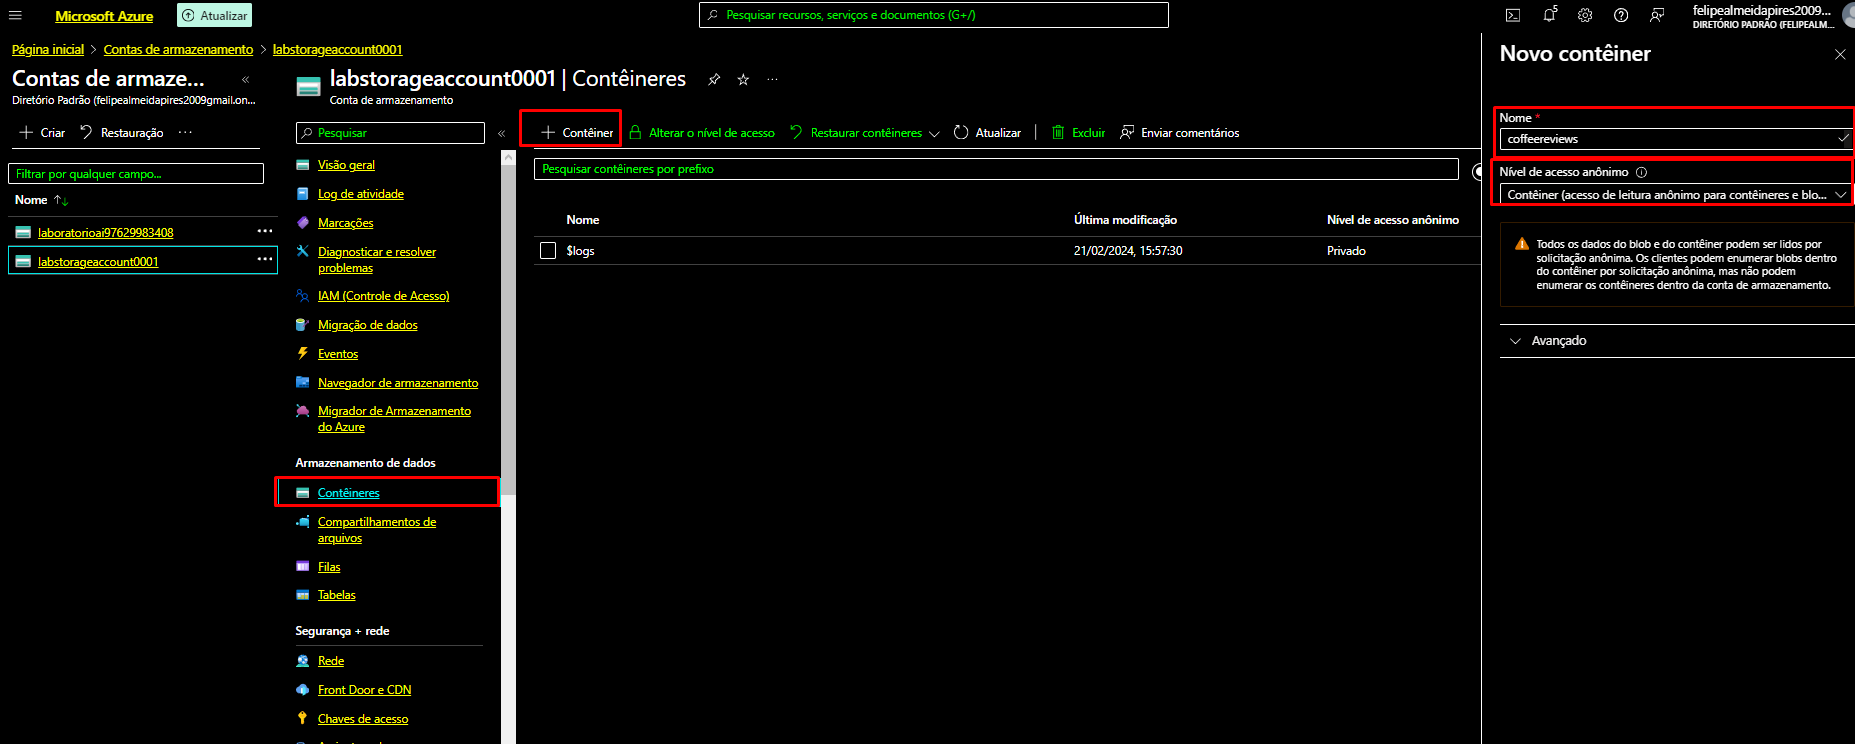 Microsoft Azure
Atualizar
Pesquisar recursos, serviços e documentos (G+/)
5
felipealmeidapires2009...
DIRETÓRIO PADRÃO (FELIPEALM...
Página inicial > Contas de armazenamento > labstorageaccount0001
Contas de armaze...
«
Diretório Padrão (felipealmeidapires2009gmail.on...
Criar
Restauração
...
Filtrar por qualquer campo...
Nome ↑↓
laboratorioai97629983408
...
labstorageaccount0001
...
labstorageaccount0001 | Contêineres
...
Conta de armazenamento
Pesquisar
«
Visão geral
Log de atividade
Marcações
Diagnosticar e resolver
problemas
IAM (Controle de Acesso)
Migração de dados
Eventos
Navegador de armazenamento
Migrador de Armazenamento
do Azure
Armazenamento de dados
Contêineres
Compartilhamentos de
arquivos
Filas
Tabelas
Segurança + rede
Rede
Front Door e CDN
Chaves de acesso
Contêiner
Alterar o nível de acesso
Restaurar contêineres
Atualizar
Excluir
Enviar comentários
Pesquisar contêineres por prefixo
Nome
Última modificação
Nível de acesso anônimo
$logs
21/02/2024, 15:57:30
Privado
Novo contêiner
Nome *
coffeereviews
Nível de acesso anônimo
Contêiner (acesso de leitura anônimo para contêineres e blo...
Todos os dados do blob e do contêiner podem ser lidos por
solicitação anônima. Os clientes podem enumerar blobs dentro
do contêiner por solicitação anônima, mas não podem
enumerar os contêineres dentro da conta de armazenamento.
Avançado